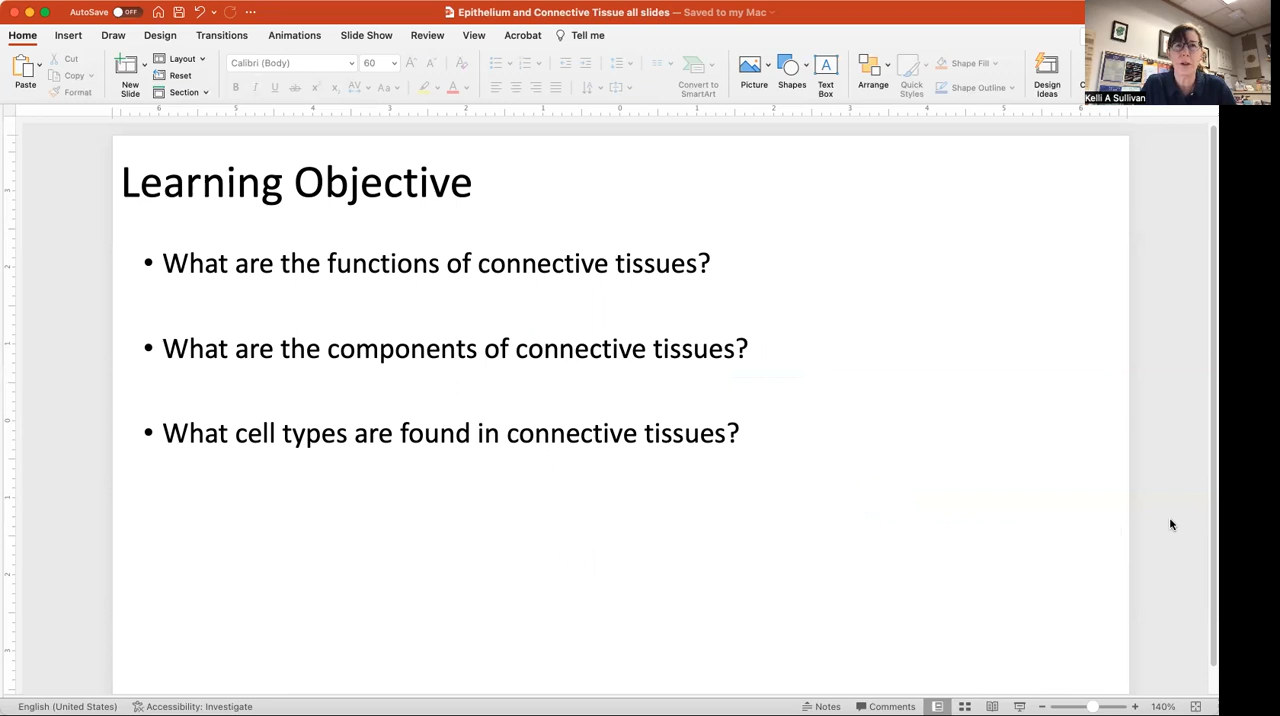 AutoSave OFF
Epithelium and Connective Tissue all slides — Saved to my Mac
Home Insert Draw Design Transitions Animations Slide Show Review View Acrobat Tell me
Paste
Cut
Copy
Format
New Slide
Layout
Reset
Section
Calibri (Body) 60
B I U
Convert to SmartArt
Picture
Shapes
Text Box
Arrange
Quick Styles
Shape Fill
Shape Outline
Design Ideas
Kelli A Sullivan
Learning Objective
• What are the functions of connective tissues?
• What are the components of connective tissues?
• What cell types are found in connective tissues?
English (United States) Accessibility: Investigate Notes Comments 140%